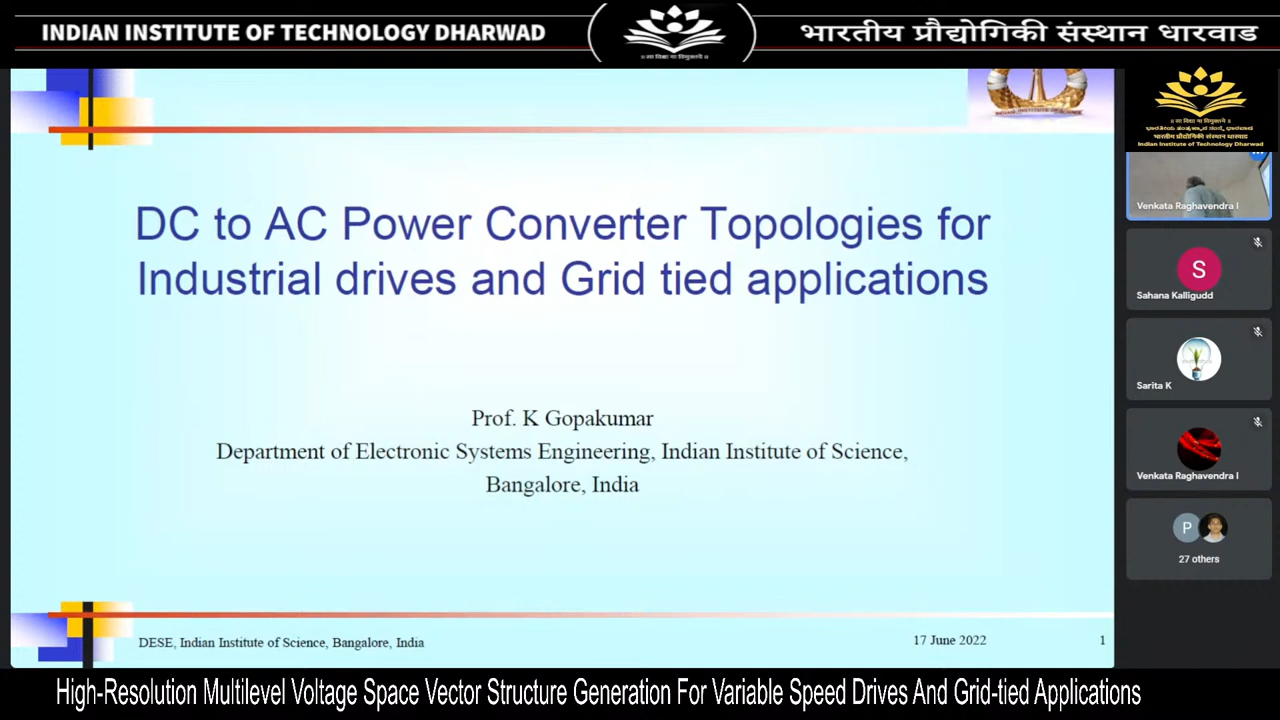 INDIAN INSTITUTE OF TECHNOLOGY DHARWAD
भारतीय प्रौद्योगिकी संस्थान धारवाड
DC to AC Power Converter Topologies for
Industrial drives and Grid tied applications
Prof. K Gopakumar
Department of Electronic Systems Engineering, Indian Institute of Science,
Bangalore, India
DESE, Indian Institute of Science, Bangalore, India
17 June 2022
1
भारतीय प्रौद्योगिकी संस्थान धारवाड
Indian Institute of Technology Dharwad
Venkata Raghavendra I
S
Sahana Kalligudd
Sarita K
Venkata Raghavendra I
P
27 others
High-Resolution Multilevel Voltage Space Vector Structure Generation For Variable Speed Drives And Grid-tied Applications